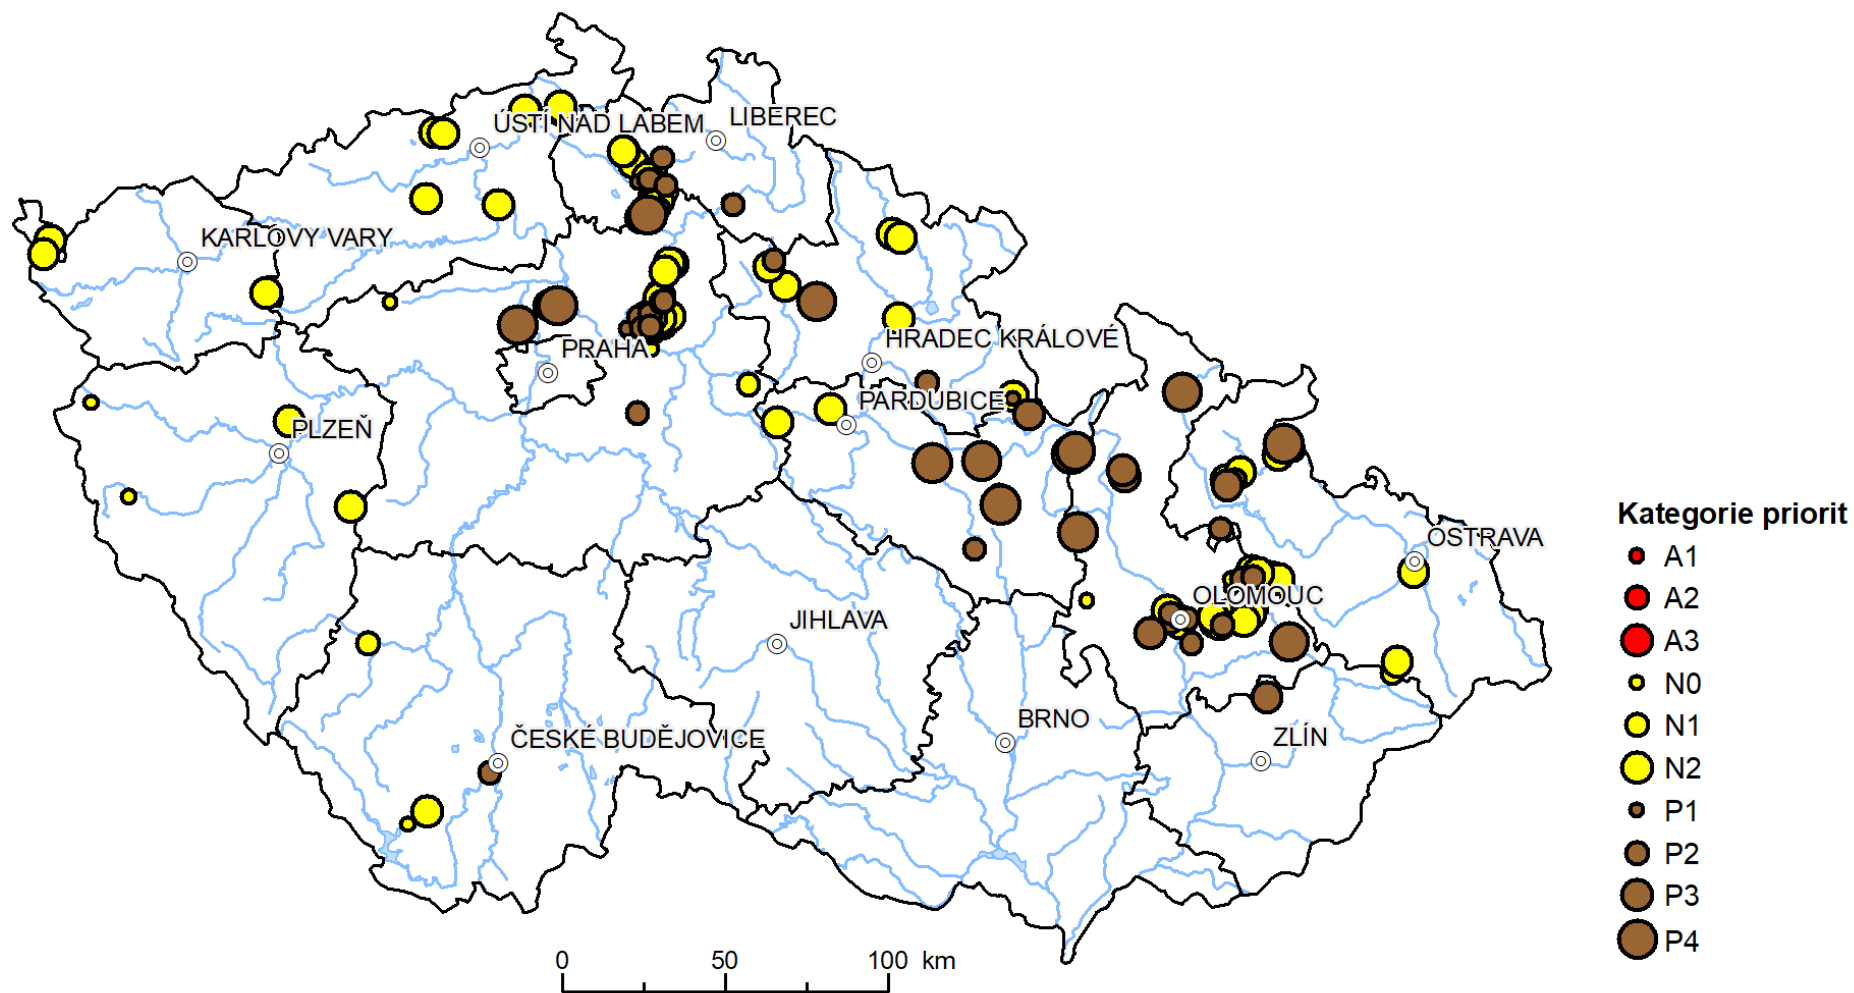 ÚSTÍ NAD LABEM
LIBEREC
KARLOVY VARY
HRADEC KRÁLOVÉ
PRAHA
PARDUBICE
PLZEŇ
OSTRAVA
OLOMOUC
JIHLAVA
BRNO
ČESKÉ BUDĚJOVICE
ZLÍN
Kategorie priorit
A1
A2
A3
N0
N1
N2
P1
P2
P3
P4
0 50 100 km